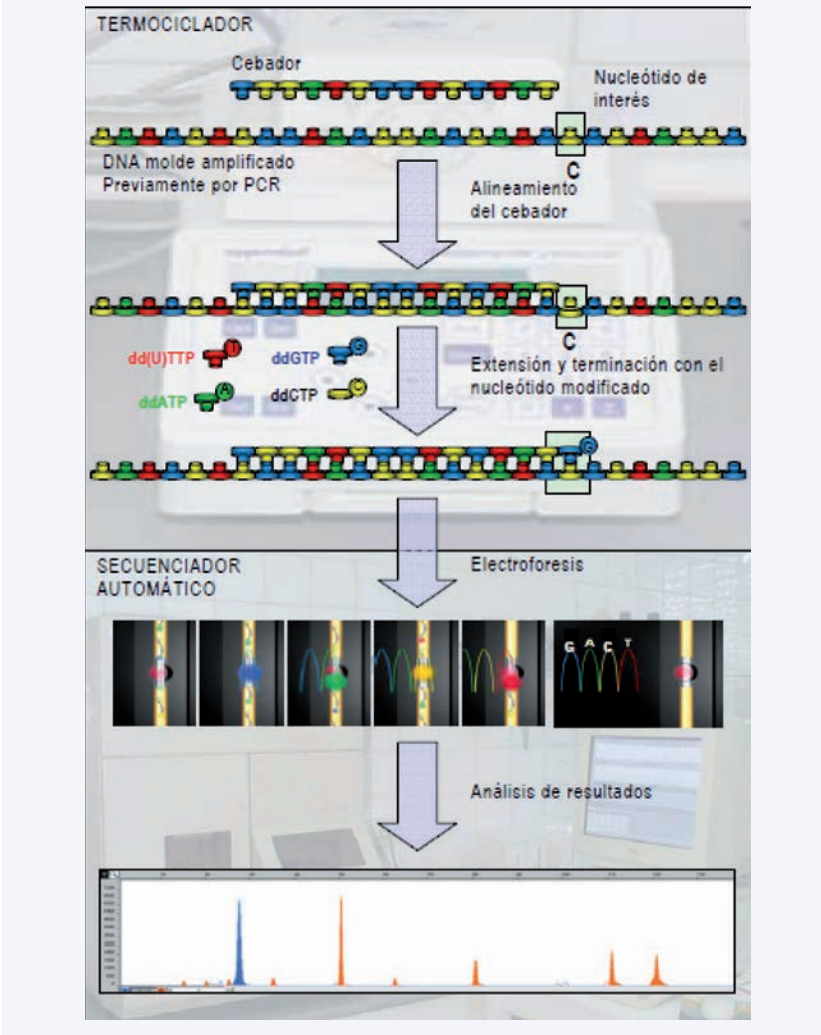 TERMOCICLADOR
Cebador
Nucleótido de
interés
DNA molde amplificado
Previamente por PCR
C
Alineamiento
del cebador
C
dd(U)TTP
T
ddGTP
G
ddATP
A
ddCTP
C
Extensión y terminación con el
nucleótido modificado
G
SECUENCIADOR
AUTOMÁTICO
Electroforesis
G A C T
Análisis de resultados